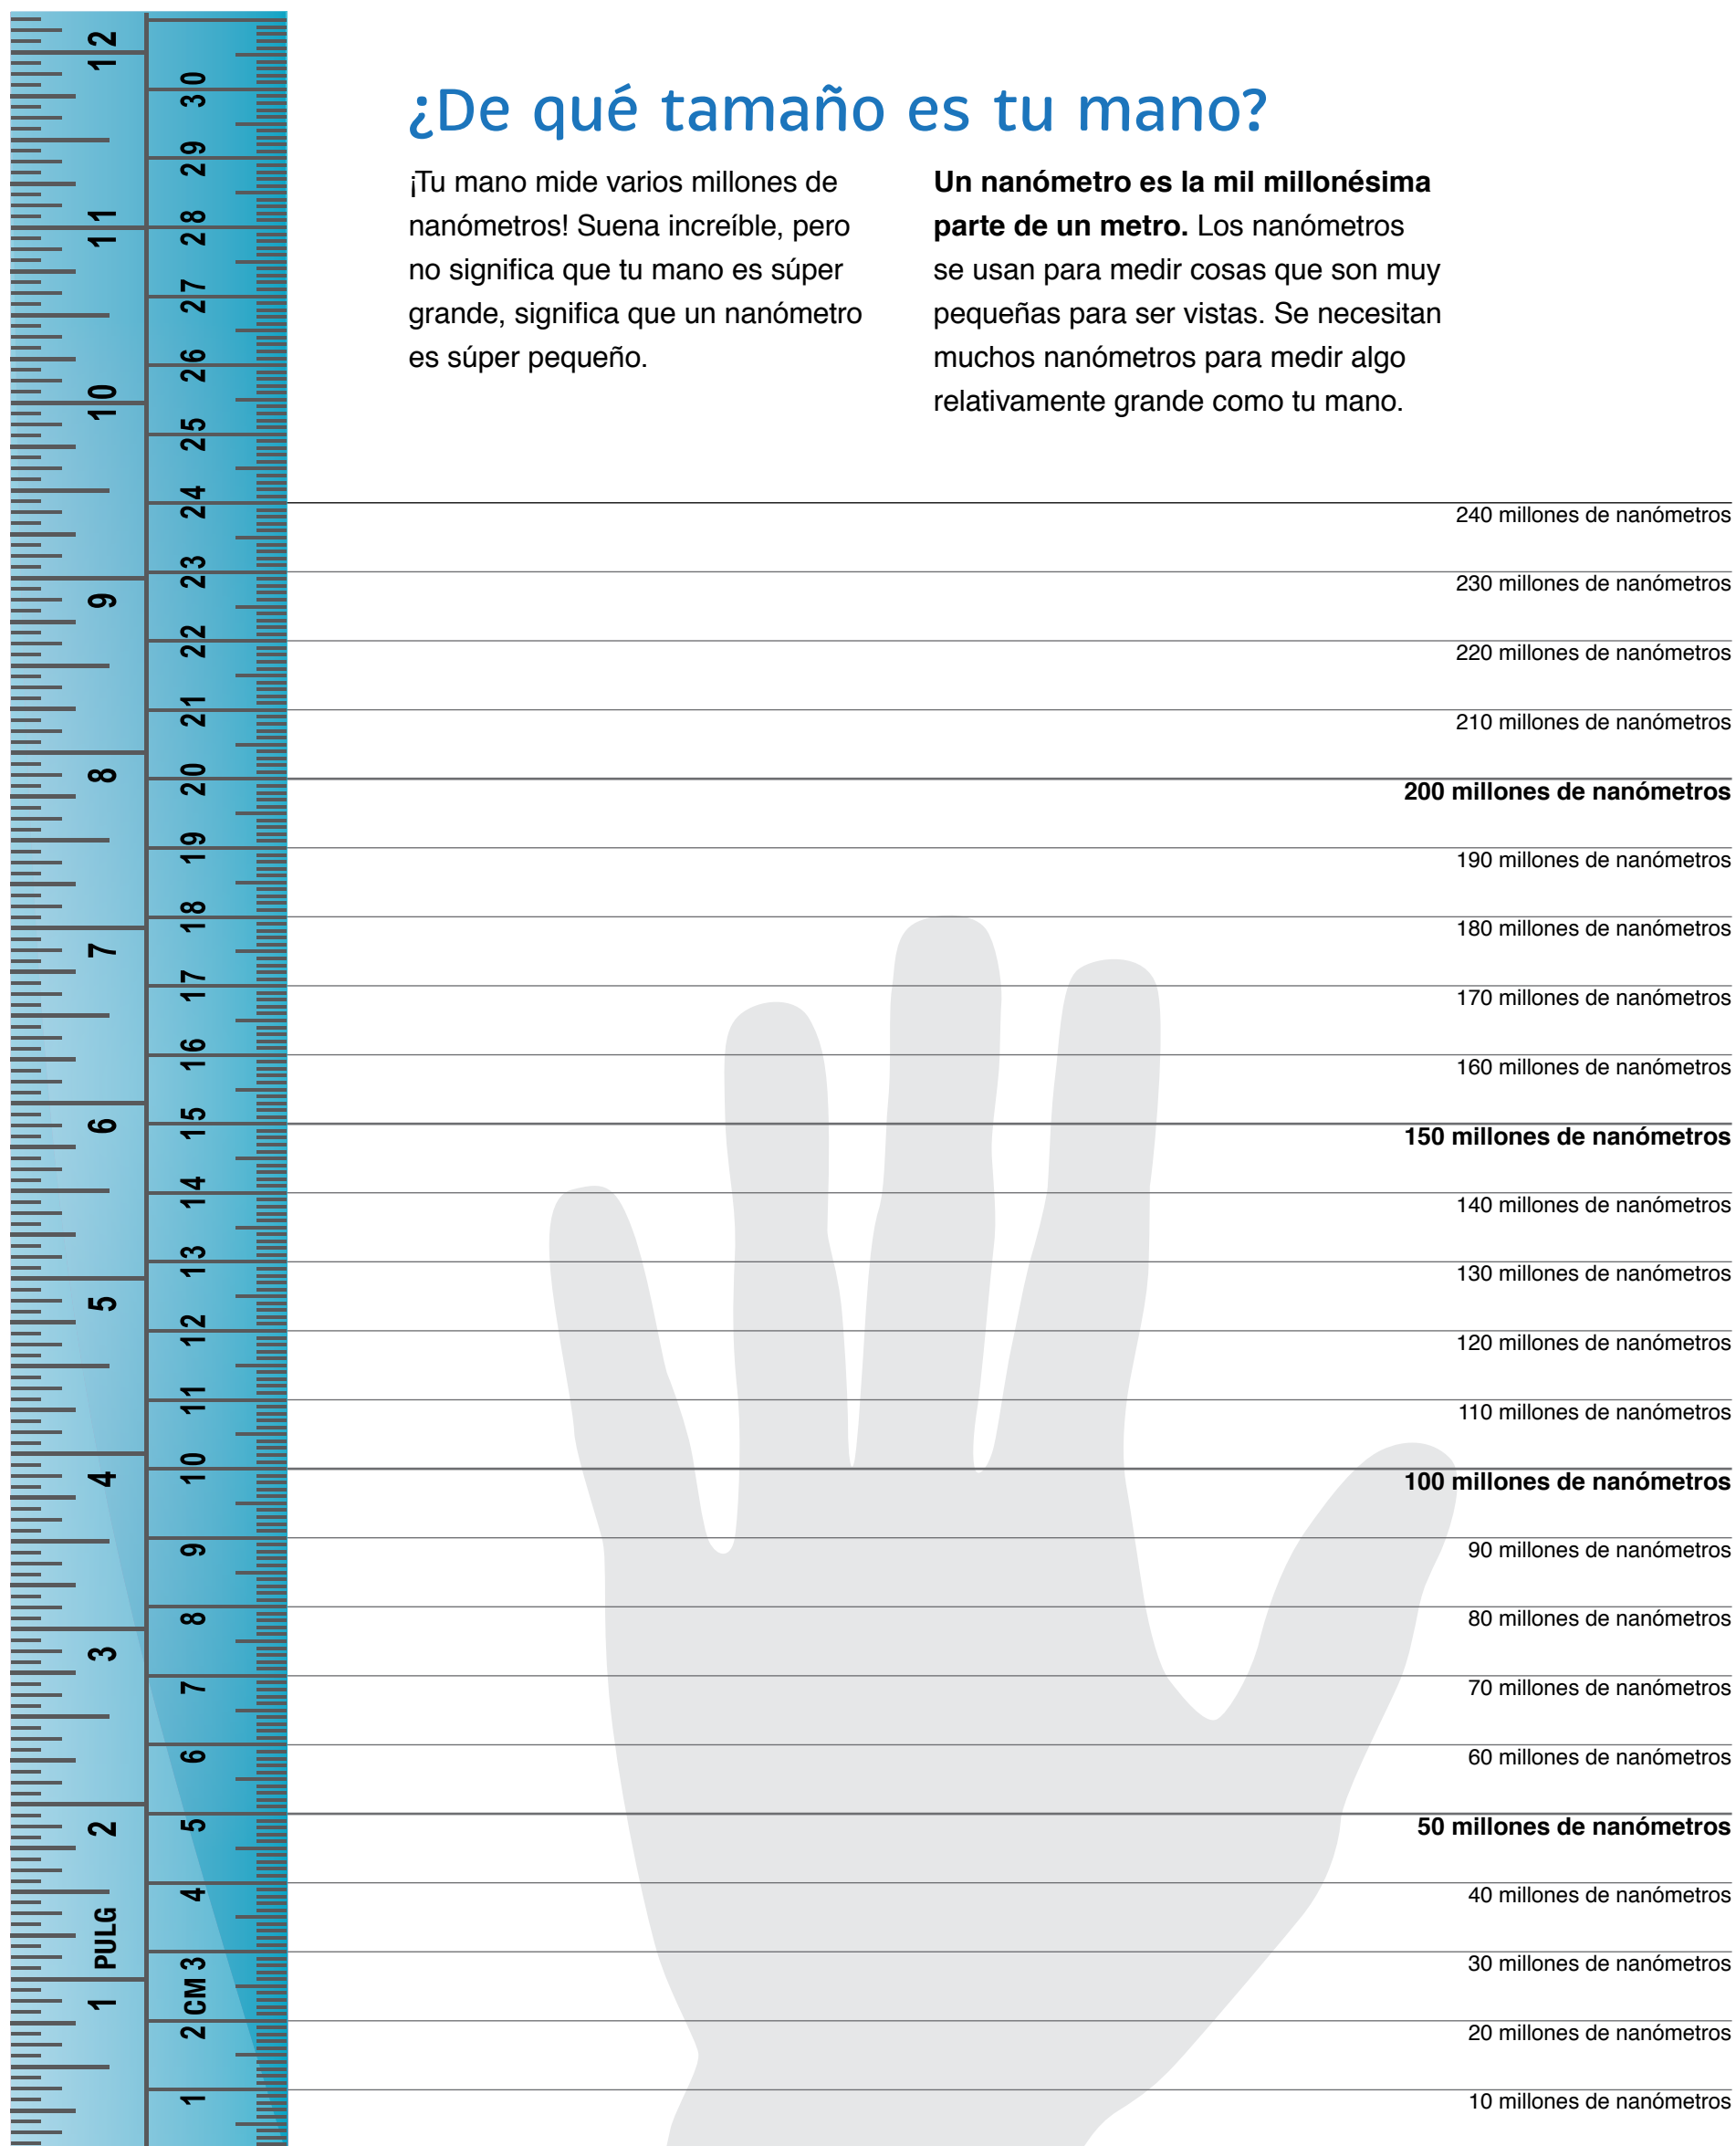 ¿De qué tamaño es tu mano?
¡Tu mano mide varios millones de
nanómetros! Suena increíble, pero
no significa que tu mano es súper
grande, significa que un nanómetro
es súper pequeño.
Un nanómetro es la mil millonésima
parte de un metro. Los nanómetros
se usan para medir cosas que son muy
pequeñas para ser vistas. Se necesitan
muchos nanómetros para medir algo
relativamente grande como tu mano.
240 millones de nanómetros
230 millones de nanómetros
220 millones de nanómetros
210 millones de nanómetros
200 millones de nanómetros
190 millones de nanómetros
180 millones de nanómetros
170 millones de nanómetros
160 millones de nanómetros
150 millones de nanómetros
140 millones de nanómetros
130 millones de nanómetros
120 millones de nanómetros
110 millones de nanómetros
100 millones de nanómetros
90 millones de nanómetros
80 millones de nanómetros
70 millones de nanómetros
60 millones de nanómetros
50 millones de nanómetros
40 millones de nanómetros
30 millones de nanómetros
20 millones de nanómetros
10 millones de nanómetros
1 PULG 2 3 4 5 6 7 8 9 10 11 12
1 2 CM 3 4 5 6 7 8 9 10 11 12 13 14 15 16 17 18 19 20 21 22 23 24 25 26 27 28 29 30